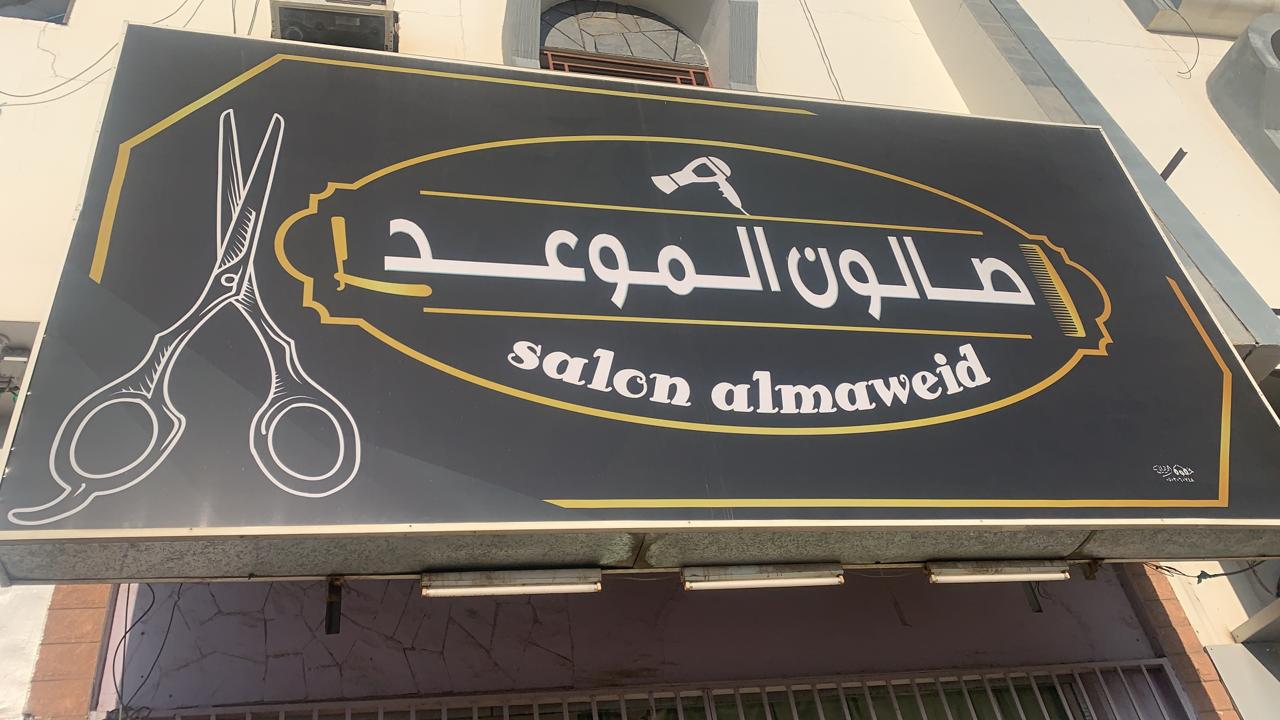 صالون الموعد
salon almaweid